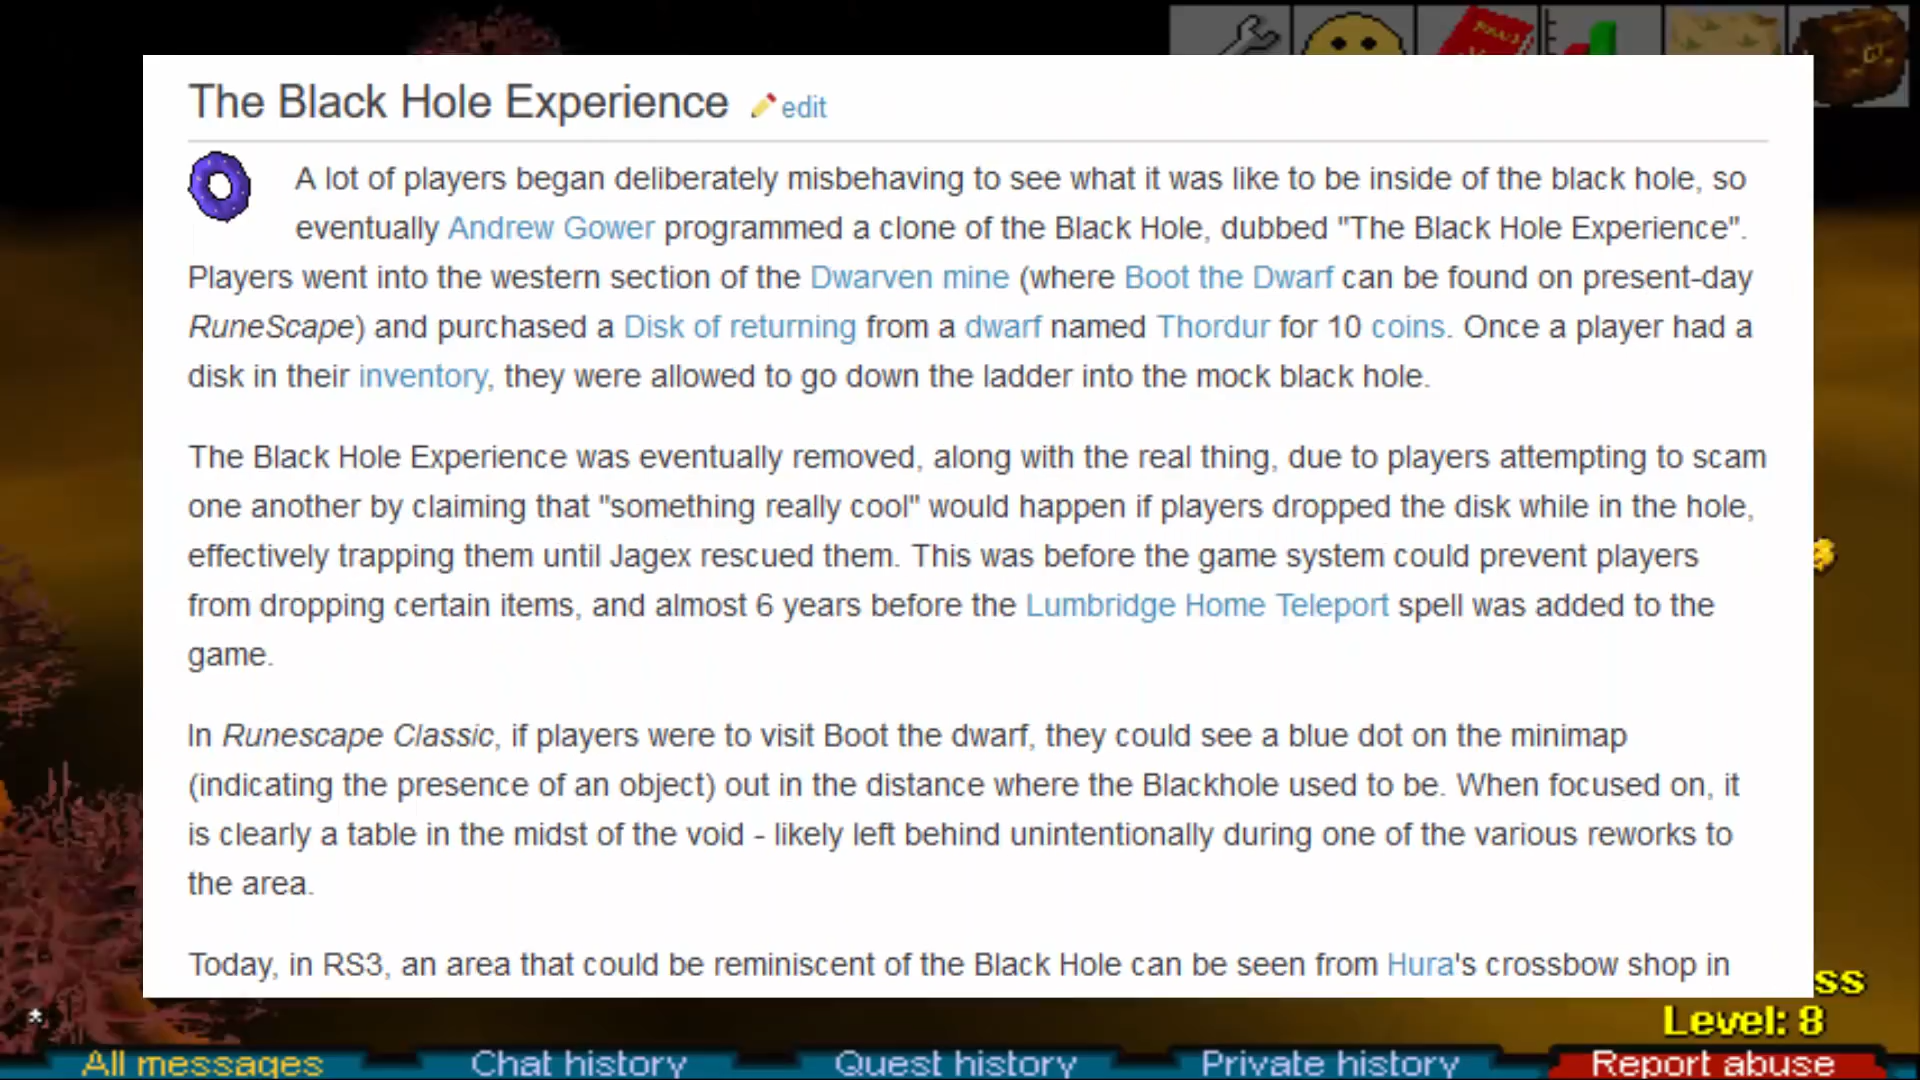 The Black Hole Experience edit
A lot of players began deliberately misbehaving to see what it was like to be inside of the black hole, so
eventually Andrew Gower programmed a clone of the Black Hole, dubbed "The Black Hole Experience".
Players went into the western section of the Dwarven mine (where Boot the Dwarf can be found on present-day
RuneScape) and purchased a Disk of returning from a dwarf named Thordur for 10 coins. Once a player had a
disk in their inventory, they were allowed to go down the ladder into the mock black hole.
The Black Hole Experience was eventually removed, along with the real thing, due to players attempting to scam
one another by claiming that "something really cool" would happen if players dropped the disk while in the hole,
effectively trapping them until Jagex rescued them. This was before the game system could prevent players
from dropping certain items, and almost 6 years before the Lumbridge Home Teleport spell was added to the
game.
In Runescape Classic, if players were to visit Boot the dwarf, they could see a blue dot on the minimap
(indicating the presence of an object) out in the distance where the Blackhole used to be. When focused on, it
is clearly a table in the midst of the void - likely left behind unintentionally during one of the various reworks to
the area.
Today, in RS3, an area that could be reminiscent of the Black Hole can be seen from Hura's crossbow shop in
ss
*
Level: 8
All messages Chat history Quest history Private history Report abuse